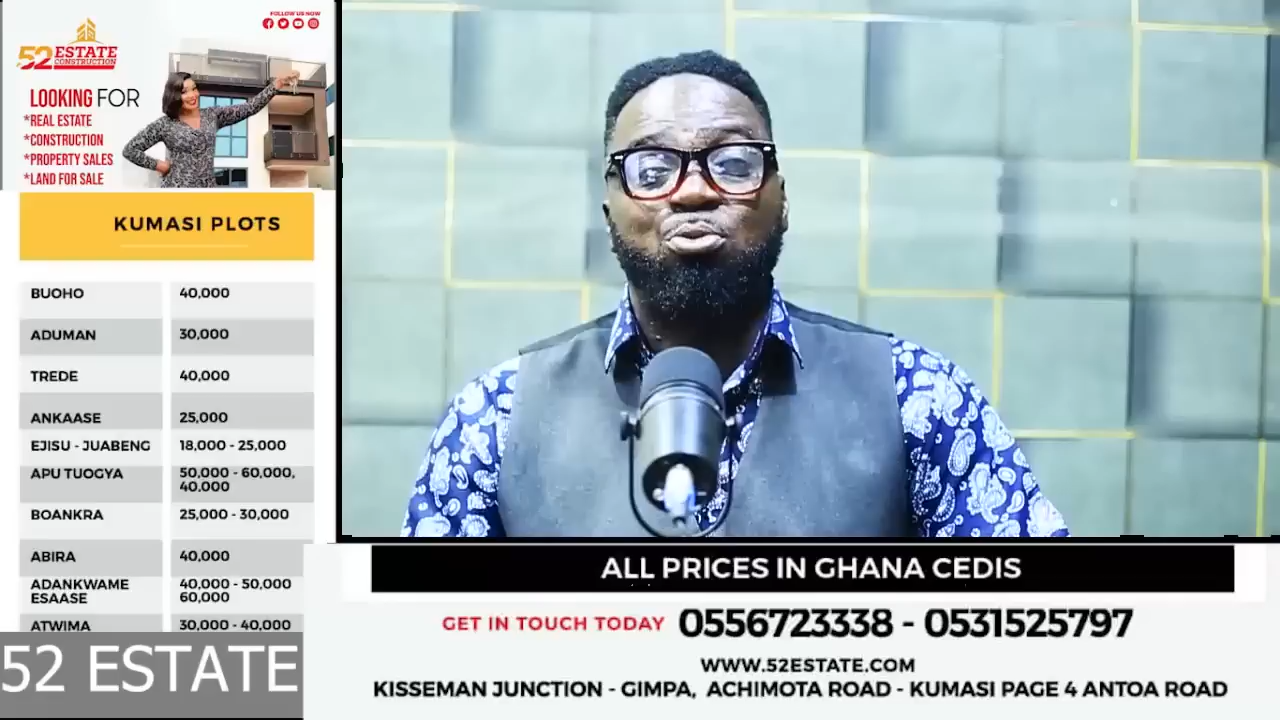 FOLLOW US NOW
52 ESTATE
CONSTRUCTION
LOOKING FOR
*REAL ESTATE
*CONSTRUCTION
*PROPERTY SALES
*LAND FOR SALE
KUMASI PLOTS
BUOHO 40,000
ADUMAN 30,000
TREDE 40,000
ANKAASE 25,000
EJISU - JUABENG 18,000 - 25,000
APU TUOGYA 50,000 - 60,000,
40,000
BOANKRA 25,000 - 30,000
ABIRA 40,000
ADANKWAME 40,000 - 50,000
ESAASE 60,000
ATWIMA 30,000 - 40,000
52 ESTATE
ALL PRICES IN GHANA CEDIS
GET IN TOUCH TODAY 0556723338 - 0531525797
WWW.52ESTATE.COM
KISSEMAN JUNCTION - GIMPA, ACHIMOTA ROAD - KUMASI PAGE 4 ANTOA ROAD